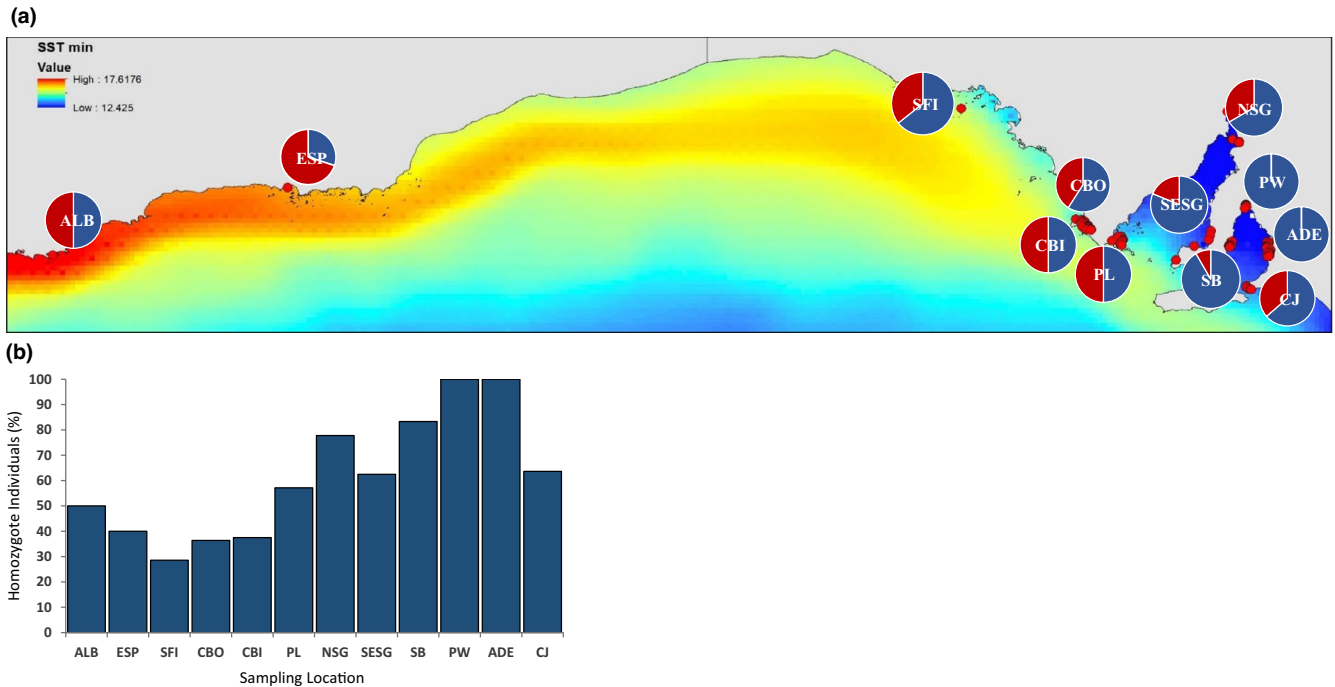 (a)
SST min
Value
High : 17.6176
Low : 12.425
ALB
ESP
SFI
CBO
CBI
PL
SESG
NSG
PW
ADE
SB
CJ
(b)
Homozygote Individuals (%)
100
90
80
70
60
50
40
30
20
10
0
ALB ESP SFI CBO CBI PL NSG SESG SB PW ADE CJ
Sampling Location